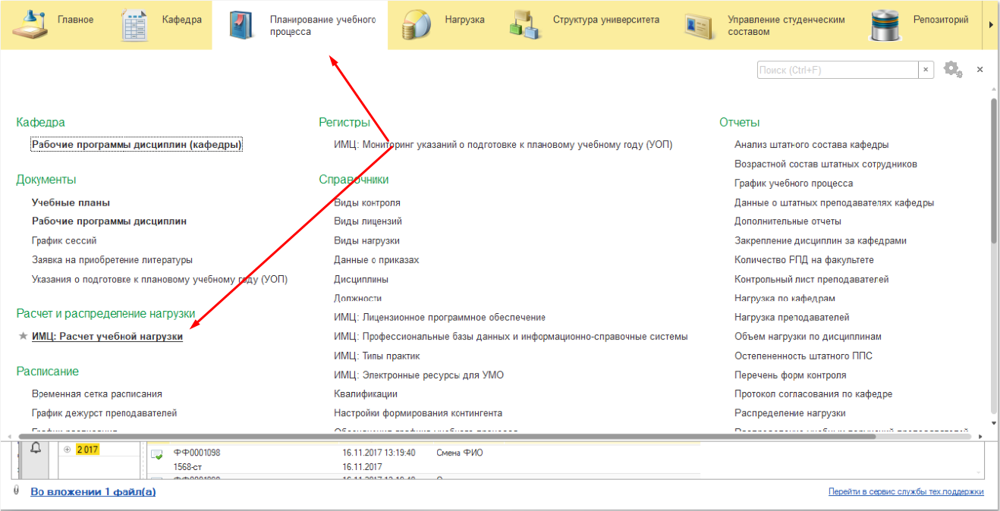 Главное
Кафедра
Планирование учебного
процесса
Нагрузка
Структура университета
Управление студенческим
составом
Репозиторий
Поиск (Ctrl+F)
Кафедра
Рабочие программы дисциплин (кафедры)
Документы
Учебные планы
Рабочие программы дисциплин
График сессий
Заявка на приобретение литературы
Указания о подготовке к плановому учебному году (УОП)
Расчет и распределение нагрузки
ИМЦ: Расчет учебной нагрузки
Расписание
Временная сетка расписания
График дежурст преподавателей
Регистры
ИМЦ: Мониторинг указаний о подготовке к плановому учебному году (УОП)
Справочники
Виды контроля
Виды лицензий
Виды нагрузки
Данные о приказах
Дисциплины
Должности
ИМЦ: Лицензионное программное обеспечение
ИМЦ: Профессиональные базы данных и информационно-справочные системы
ИМЦ: Типы практик
ИМЦ: Электронные ресурсы для УМО
Квалификации
Настройки формирования контингента
Отчеты
Анализ штатного состава кафедры
Возрастной состав штатных сотрудников
График учебного процесса
Данные о штатных преподавателях кафедры
Дополнительные отчеты
Закрепление дисциплин за кафедрами
Количество РПД на факультете
Контрольный лист преподавателей
Нагрузка по кафедрам
Нагрузка преподавателей
Объем нагрузки по дисциплинам
Остепененность штатного ППС
Перечень форм контроля
Протокол согласования по кафедре
Распределение нагрузки
2 017
ФФ0001098 16.11.2017 13:19:40 Смена ФИО
1568-ст 16.11.2017
Во вложении 1 файл(а)
Перейти в сервис службы тех.поддержки